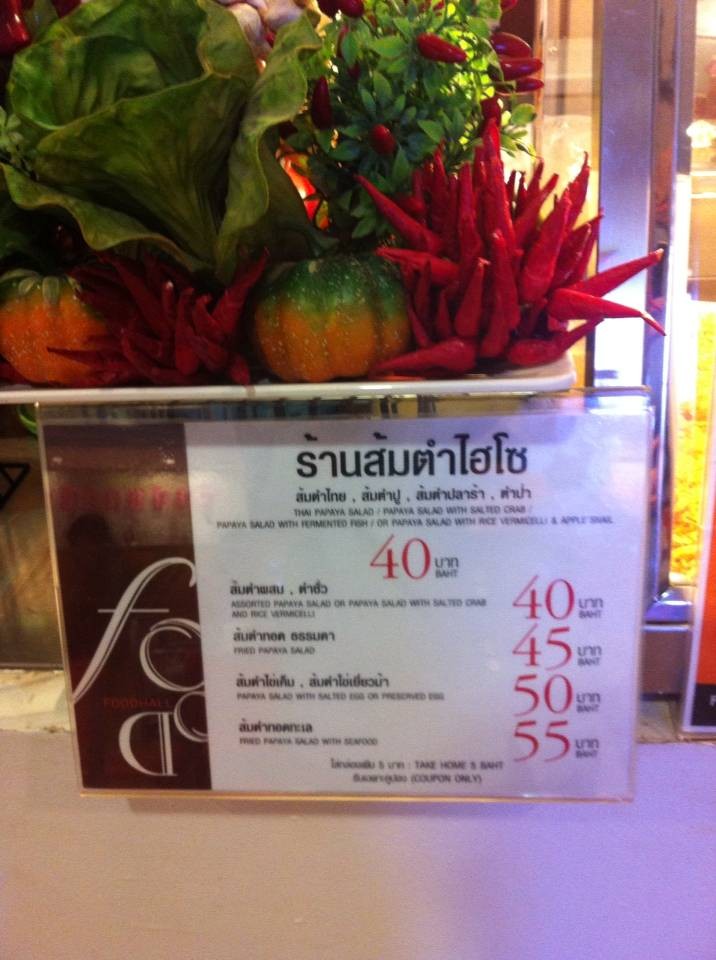 ร้านส้มตำไฮโซ
ส้มตำไทย , ส้มตำปู , ส้มตำปลาร้า , ตำป่า
THAI PAPAYA SALAD / PAPAYA SALAD WITH SALTED CRAB /
PAPAYA SALAD WITH FERMENTED FISH / OR PAPAYA SALAD WITH RICE VERMICELLI & APPLE SNAIL
40 บาท BAHT
ส้มตำผสม , ตำซั่ว
ASSORTED PAPAYA SALAD OR PAPAYA SALAD WITH SALTED CRAB
AND RICE VERMICELLI
40 บาท BAHT
ส้มตำทอด ธรรมดา
FRIED PAPAYA SALAD
45 บาท BAHT
ส้มตำไข่เค็ม , ส้มตำไข่เยี่ยวม้า
PAPAYA SALAD WITH SALTED EGG OR PRESERVED EGG
50 บาท BAHT
ส้มตำทอดทะเล
FRIED PAPAYA SALAD WITH SEAFOOD
55 บาท BAHT
ใส่กล่องเพิ่ม 5 บาท : TAKE HOME 5 BAHT
รับเฉพาะคูปอง (COUPON ONLY)
FOODHALL